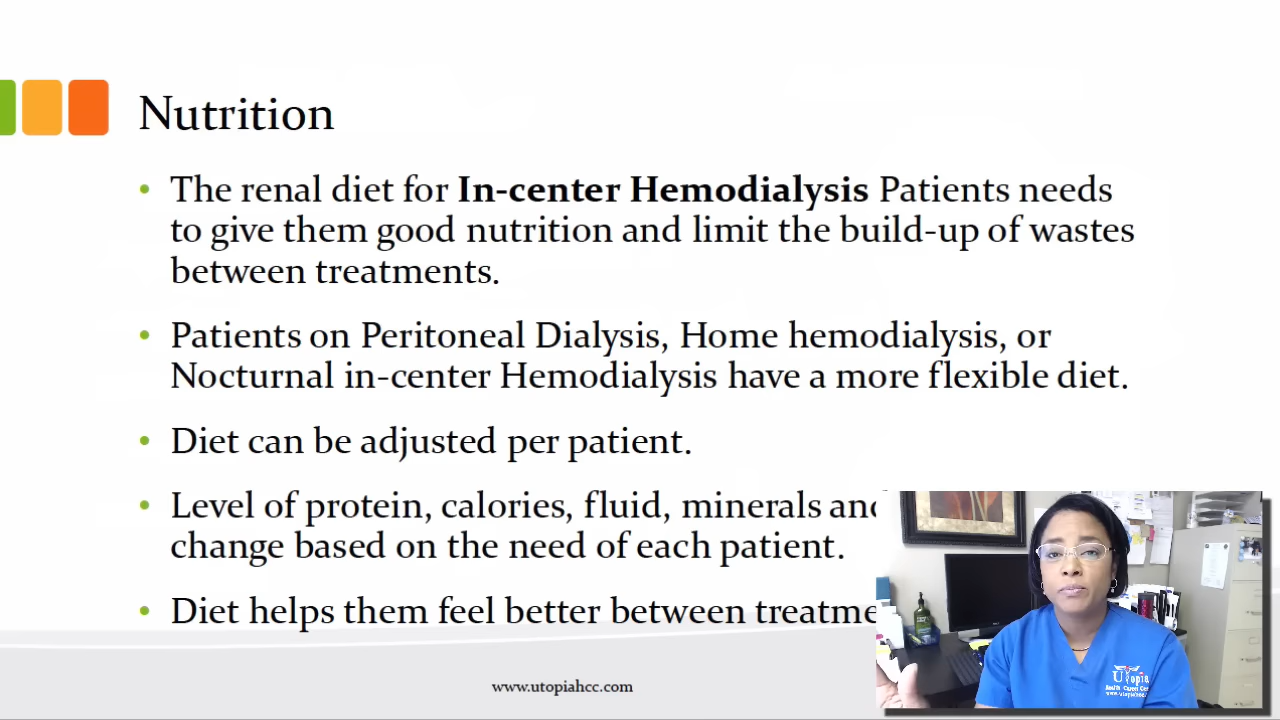 Nutrition
• The renal diet for In-center Hemodialysis Patients needs
to give them good nutrition and limit the build-up of wastes
between treatments.
• Patients on Peritoneal Dialysis, Home hemodialysis, or
Nocturnal in-center Hemodialysis have a more flexible diet.
• Diet can be adjusted per patient.
• Level of protein, calories, fluid, minerals and
change based on the need of each patient.
• Diet helps them feel better between treatme
www.utopiahcc.com
Utopia